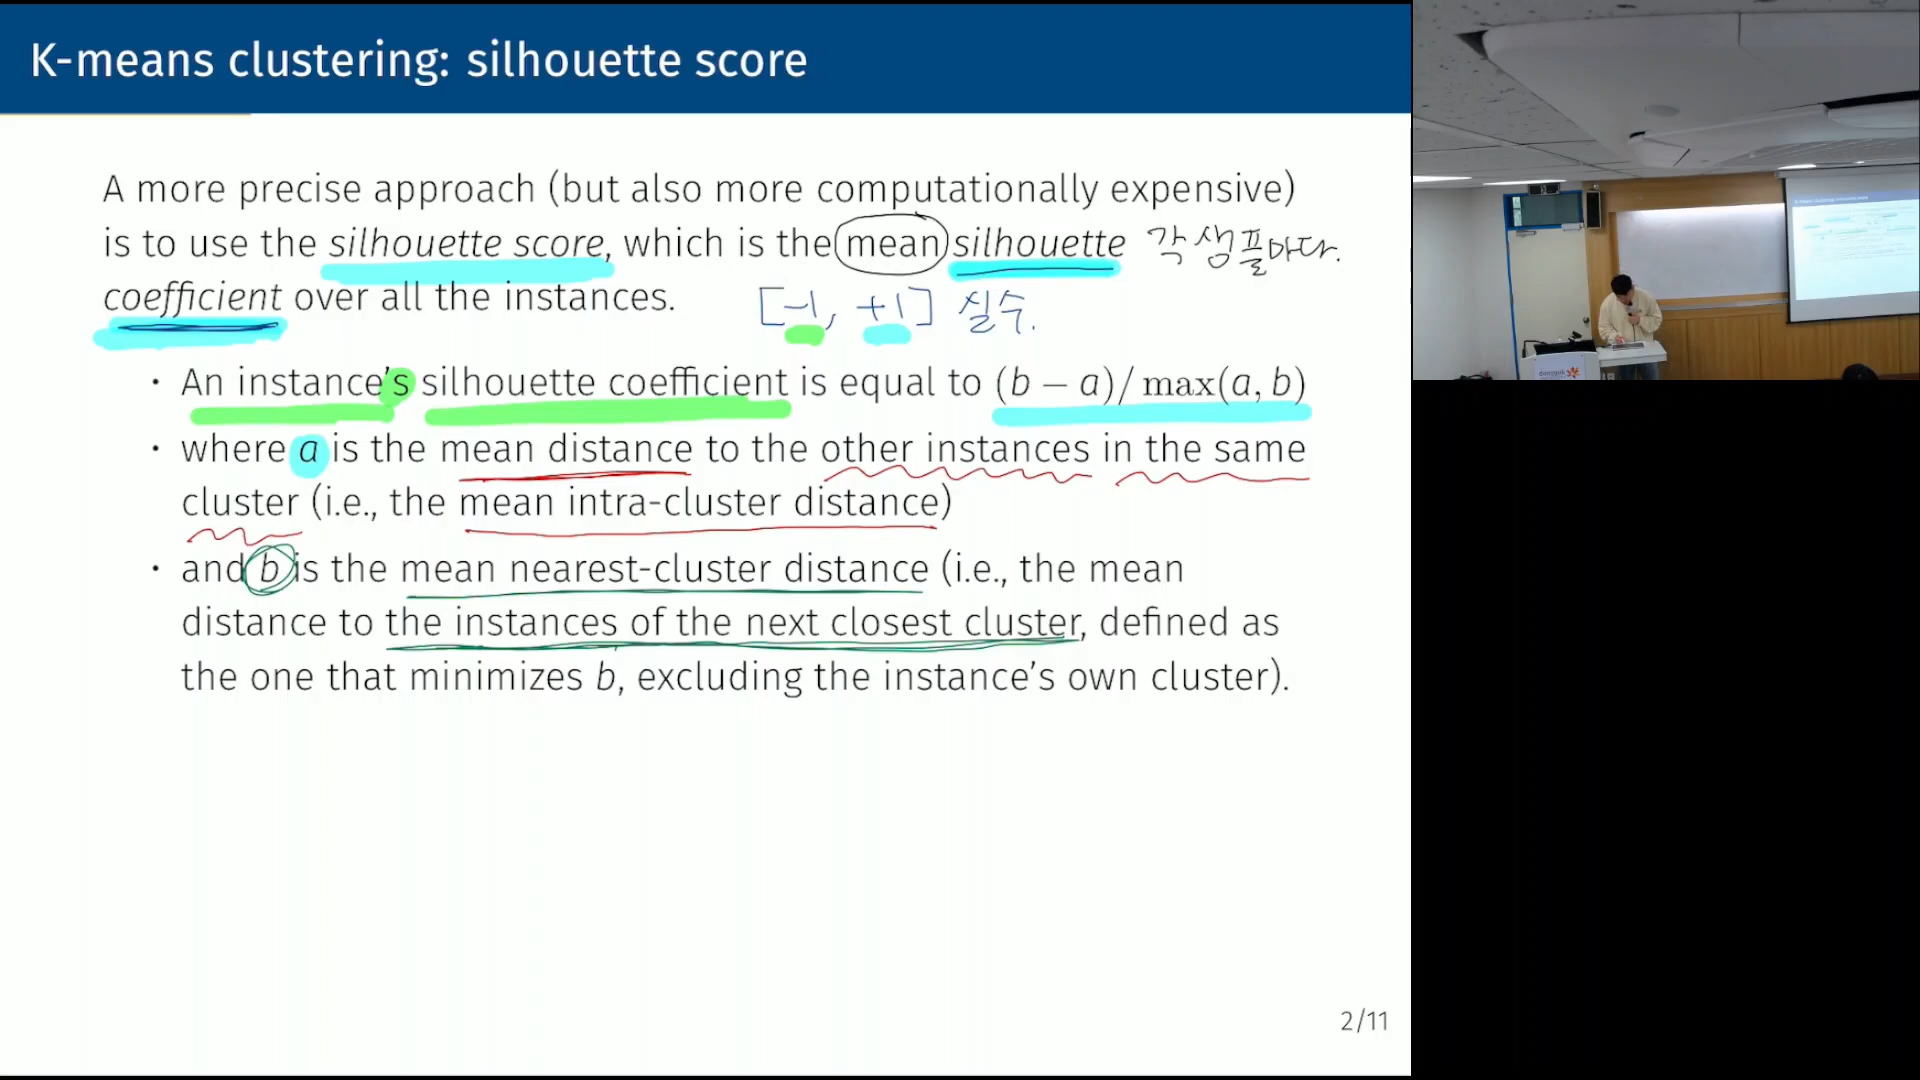 K-means clustering: silhouette score
A more precise approach (but also more computationally expensive)
is to use the silhouette score, which is the mean silhouette 각 샘플마다.
coefficient over all the instances. [-1, +1] 실수.
· An instance's silhouette coefficient is equal to (b − a)/ max(a, b)
· where a is the mean distance to the other instances in the same
cluster (i.e., the mean intra-cluster distance)
· and b is the mean nearest-cluster distance (i.e., the mean
distance to the instances of the next closest cluster, defined as
the one that minimizes b, excluding the instance's own cluster).
2/11